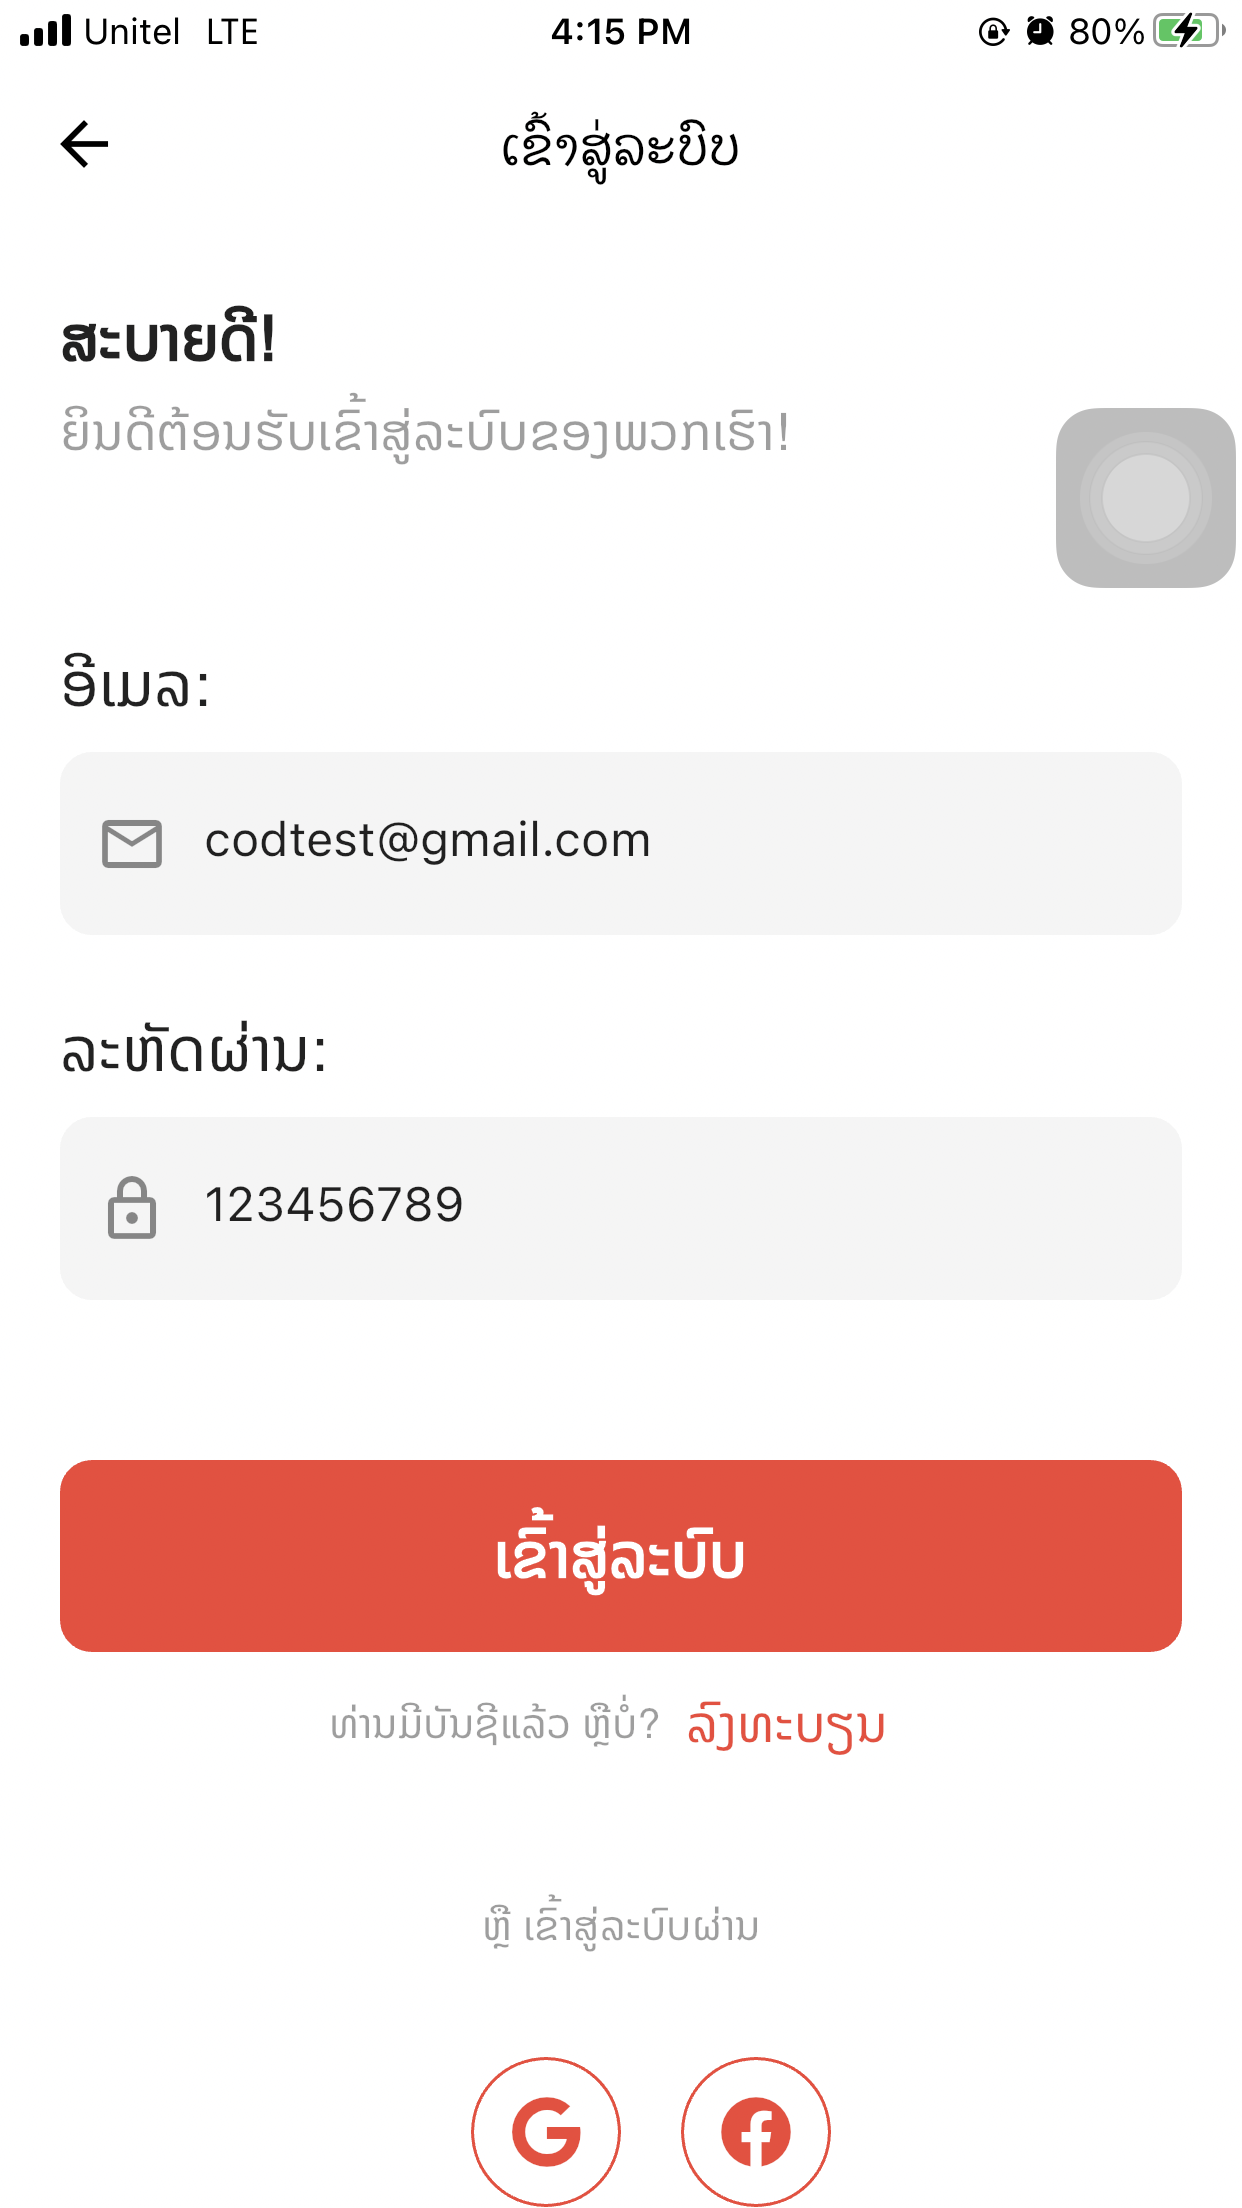 Unitel LTE 4:15 PM 80%
ເຂົ້າສູ່ລະບົບ
ສະບາຍດີ!
ຍິນດີຕ້ອນຮັບເຂົ້າສູ່ລະບົບຂອງພວກເຮົາ!
ອີເມລ:
codtest@gmail.com
ລະຫັດຜ່ານ:
123456789
ເຂົ້າສູ່ລະບົບ
ທ່ານມີບັນຊີແລ້ວ ຫຼືບໍ່? ລົງທະບຽນ
ຫຼື ເຂົ້າສູ່ລະບົບຜ່ານ